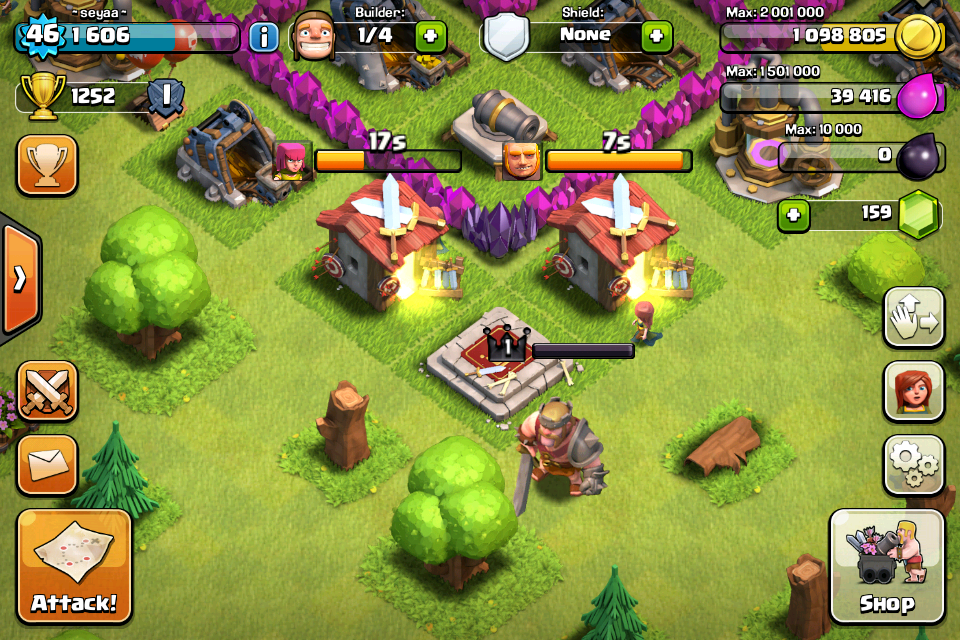 ~ seyaa ~
46
1 606
i
Builder:
1/4
Shield:
None
Max: 2 001 000
1 098 805
1252
I
Max: 1 501 000
39 416
Max: 10 000
0
159
17s
7s
1
Attack!
Shop